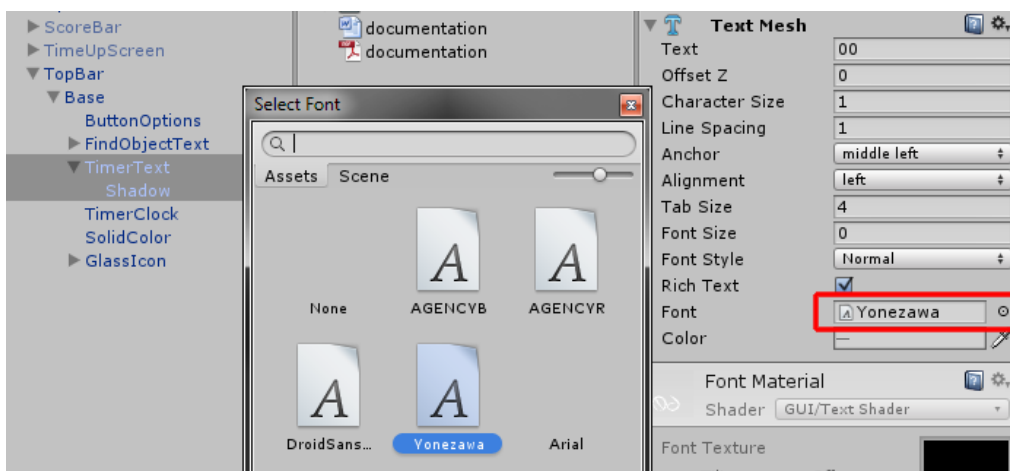 ScoreBar
TimeUpScreen
TopBar
Base
ButtonOptions
FindObjectText
TimerText
Shadow
TimerClock
SolidColor
GlassIcon
documentation
documentation
Select Font
Assets Scene
None AGENCYB AGENCYR
DroidSans... Yonezawa Arial
Text Mesh
Text 00
Offset Z 0
Character Size 1
Line Spacing 1
Anchor middle left
Alignment left
Tab Size 4
Font Size 0
Font Style Normal
Rich Text
Font Yonezawa
Color
Font Material
Shader GUI/Text Shader
Font Texture